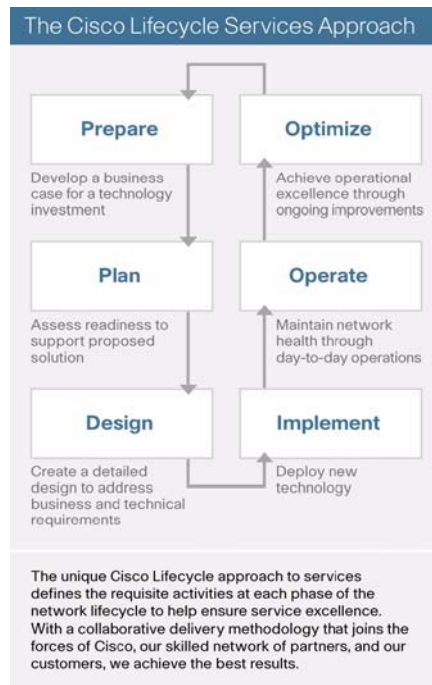 The Cisco Lifecycle Services Approach
Prepare
Develop a business
case for a technology
investment
Plan
Assess readiness to
support proposed
solution
Design
Create a detailed
design to address
business and technical
requirements
Implement
Deploy new
technology
Operate
Maintain network
health through
day-to-day operations
Optimize
Achieve operational
excellence through
ongoing improvements
The unique Cisco Lifecycle approach to services
defines the requisite activities at each phase of the
network lifecycle to help ensure service excellence.
With a collaborative delivery methodology that joins the
forces of Cisco, our skilled network of partners, and our
customers, we achieve the best results.